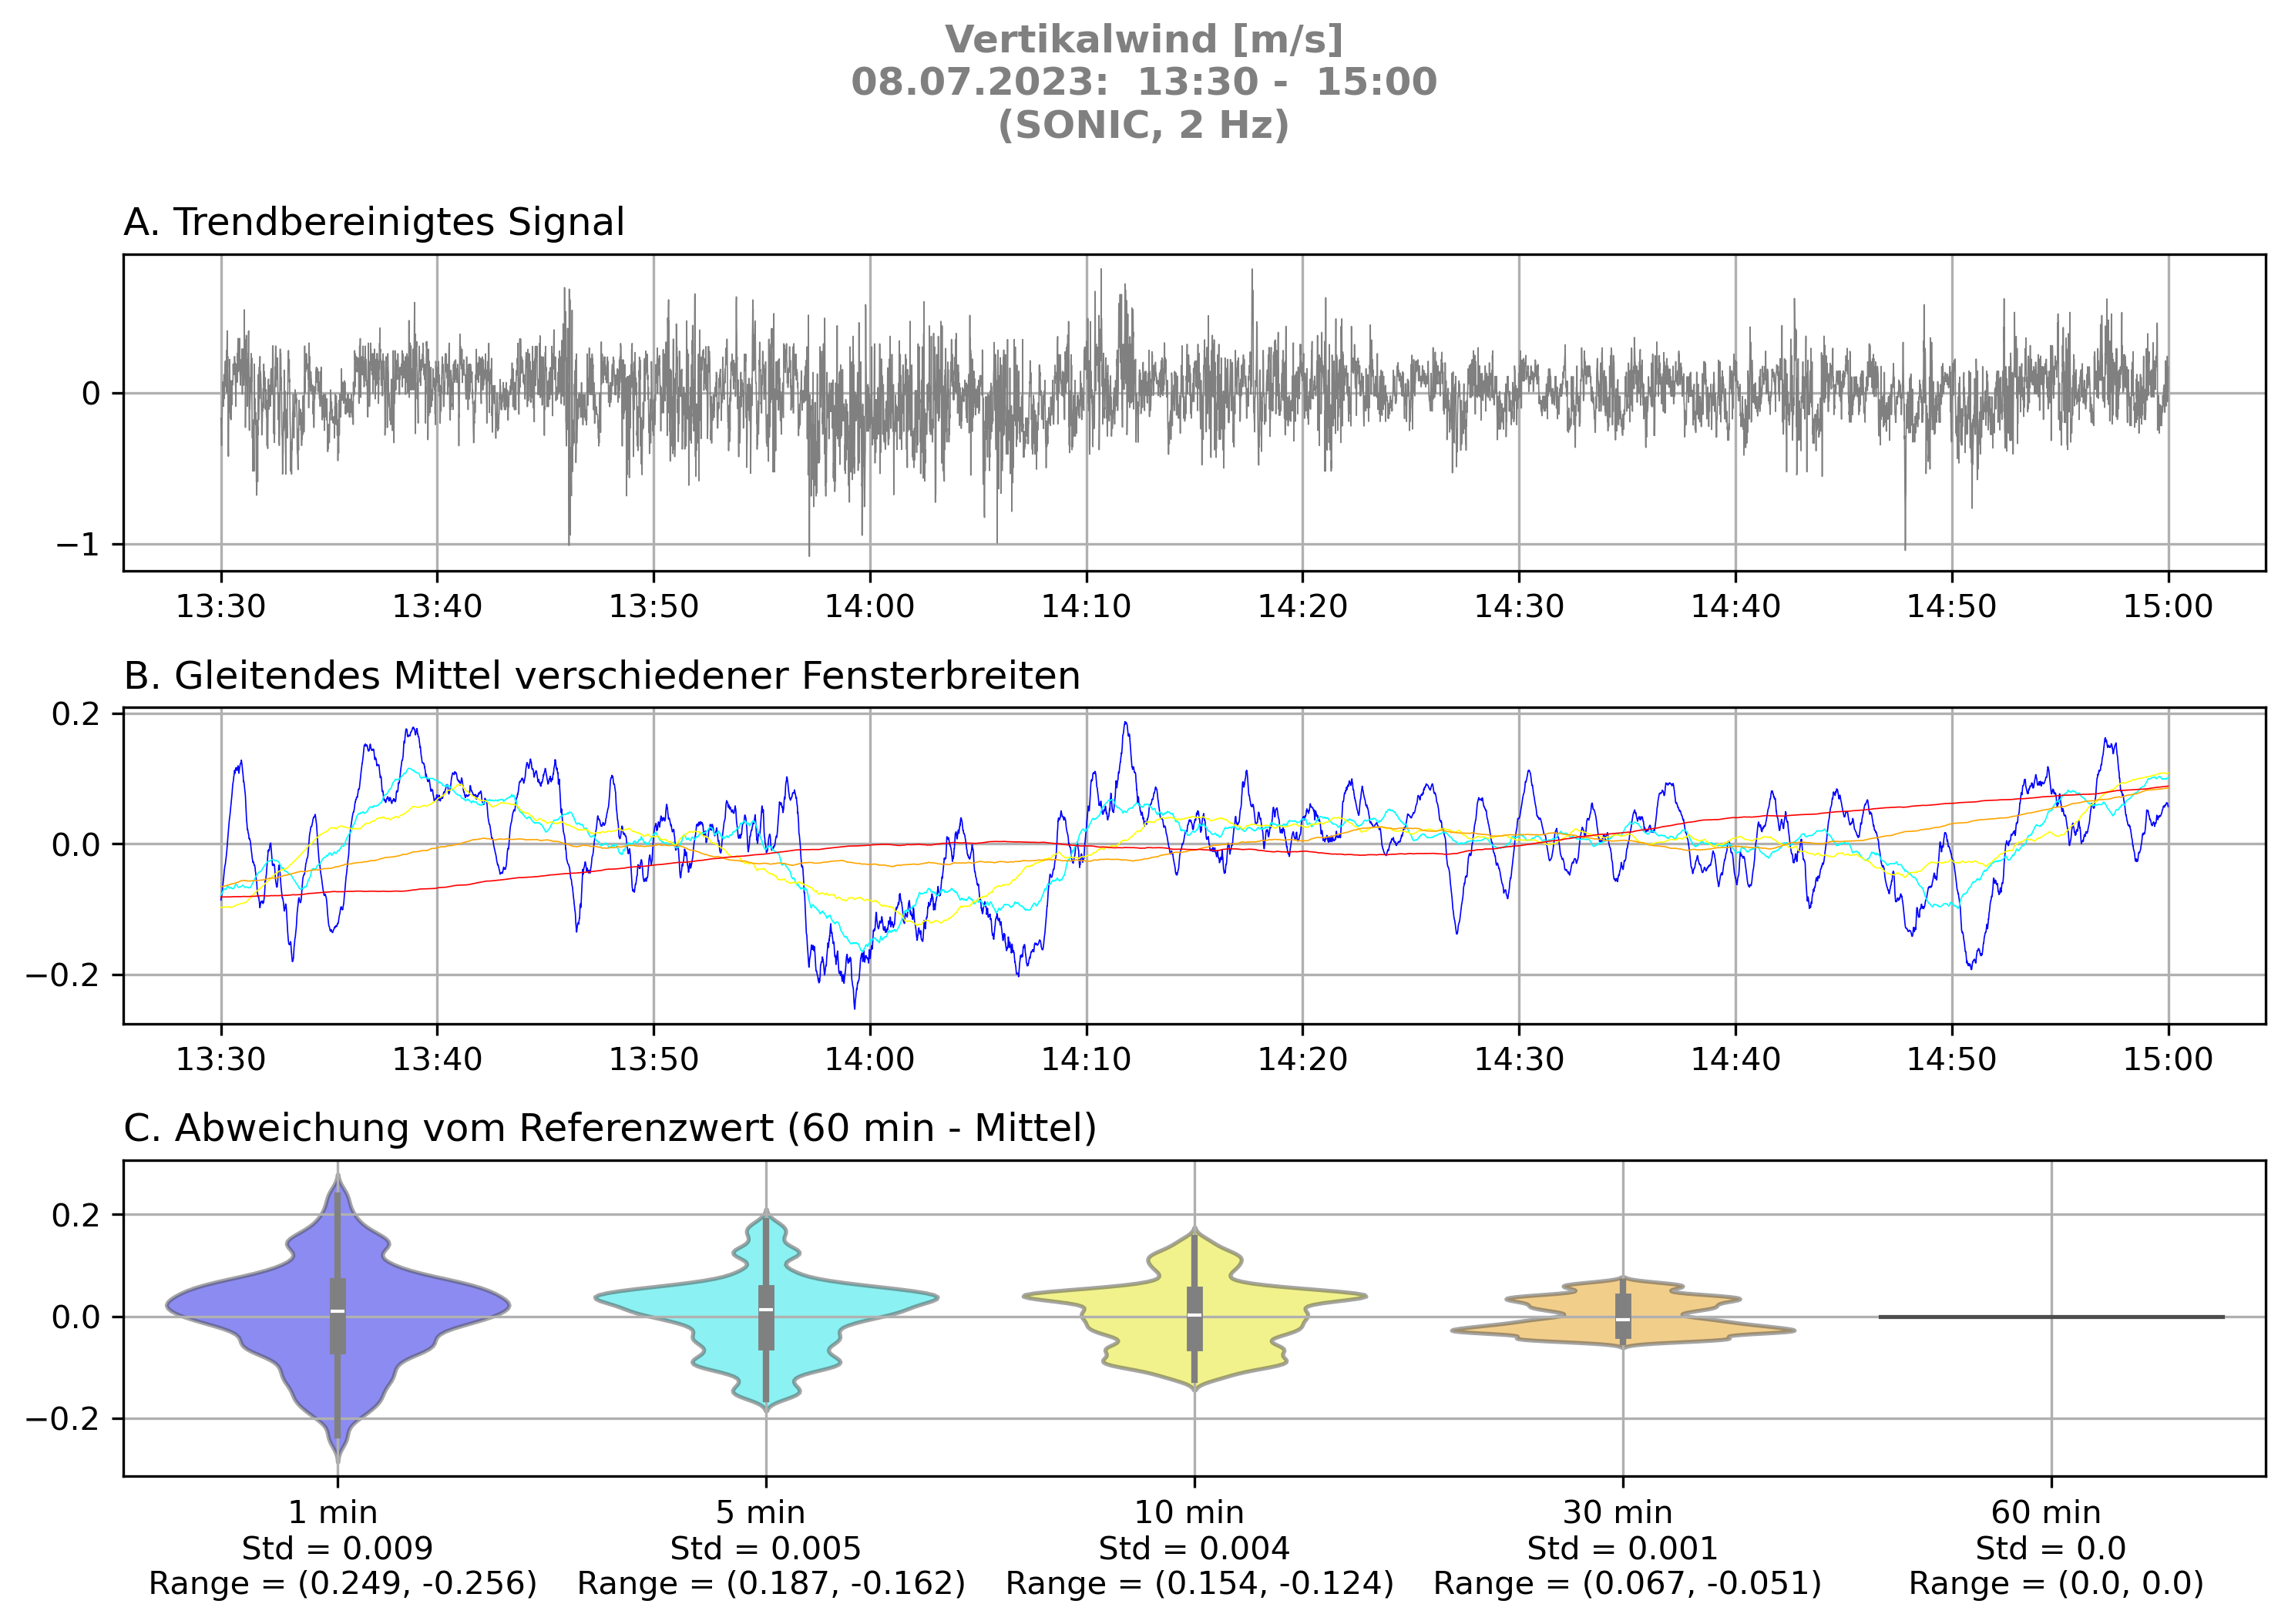 Vertikalwind [m/s]
08.07.2023:  13:30 -  15:00
(SONIC, 2 Hz)
A. Trendbereinigtes Signal
0
−1
13:30 13:40 13:50 14:00 14:10 14:20 14:30 14:40 14:50 15:00
B. Gleitendes Mittel verschiedener Fensterbreiten
0.2
0.0
−0.2
13:30 13:40 13:50 14:00 14:10 14:20 14:30 14:40 14:50 15:00
C. Abweichung vom Referenzwert (60 min - Mittel)
0.2
0.0
−0.2
1 min 5 min 10 min 30 min 60 min
Std = 0.009 Std = 0.005 Std = 0.004 Std = 0.001 Std = 0.0
Range = (0.249, -0.256) Range = (0.187, -0.162) Range = (0.154, -0.124) Range = (0.067, -0.051) Range = (0.0, 0.0)